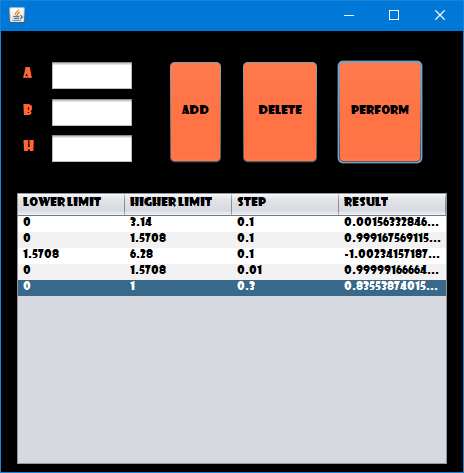 A
B
H
ADD DELETE PERFORM
LOWER LIMIT HIGHER LIMIT STEP RESULT
0 3.14 0.1 0.00156332846...
0 1.5708 0.1 0.999167569115...
1.5708 6.28 0.1 -1.00234157187...
0 1.5708 0.01 0.99999166664...
0 1 0.3 0.83553874015...